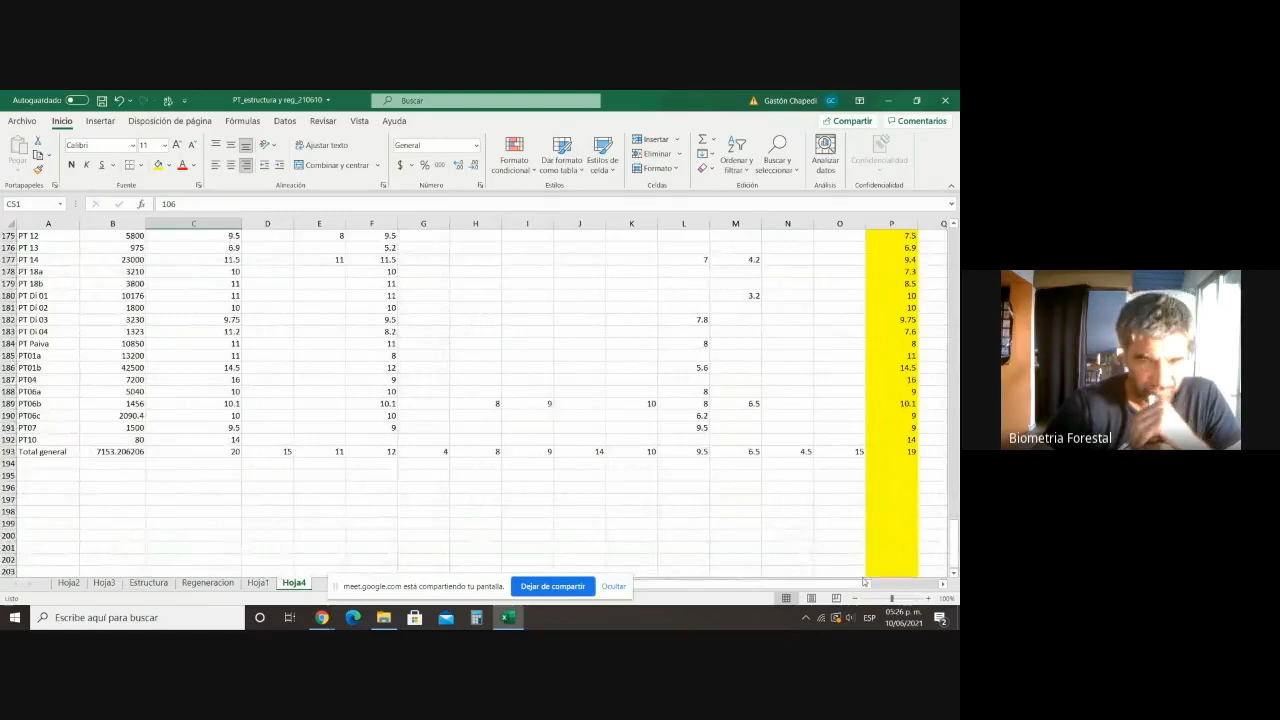 Autoguardado
PT_estructura y reg_210610
Buscar
Gastón Chapedi
GC
Archivo Inicio Insertar Disposición de página Fórmulas Datos Revisar Vista Ayuda
Compartir Comentarios
Pegar
Calibri 11
N K S
Ajustar texto
Combinar y centrar
General
$ % 000
Formato condicional
Dar formato como tabla
Estilos de celda
Insertar
Eliminar
Formato
Ordenar y filtrar
Buscar y seleccionar
Analizar datos
Confidencialidad
Portapapeles Fuente Alineación Número Estilos Celdas Edición Análisis Confidencialidad
C51 fx 106
A B C D E F G H I J K L M N O P Q
175 PT 12 5800 9.5 8 9.5 7.5
176 PT 13 975 6.9 5.2 6.9
177 PT 14 23000 11.5 11 11.5 7 4.2 9.4
178 PT 18a 3210 10 10 7.3
179 PT 18b 3800 11 11 8.5
180 PT Di 01 10176 11 11 3.2 10
181 PT Di 02 1800 10 10 10
182 PT Di 03 3230 9.75 9.5 7.8 9.75
183 PT Di 04 1323 11.2 8.2 7.6
184 PT Paiva 10850 11 11 8 8
185 PT01a 13200 11 8 11
186 PT01b 42500 14.5 12 5.6 14.5
187 PT04 7200 16 9 16
188 PT06a 5040 10 10 8 9
189 PT06b 1456 10.1 10.1 8 9 10 8 6.5 10.1
190 PT06c 2090.4 10 10 6.2 9
191 PT07 1500 9.5 9 9.5 9
192 PT10 80 14 14
193 Total general 7153.206206 20 15 11 12 4 8 9 14 10 9.5 6.5 4.5 15 19
194
195
196
197
198
199
200
201
202
203
Hoja2 Hoja3 Estructura Regeneracion Hoja1 Hoja4
meet.google.com está compartiendo tu pantalla. Dejar de compartir Ocultar
Listo
100%
Escribe aquí para buscar
ESP
05:26 p. m.
10/06/2021
2
Biometria Forestal